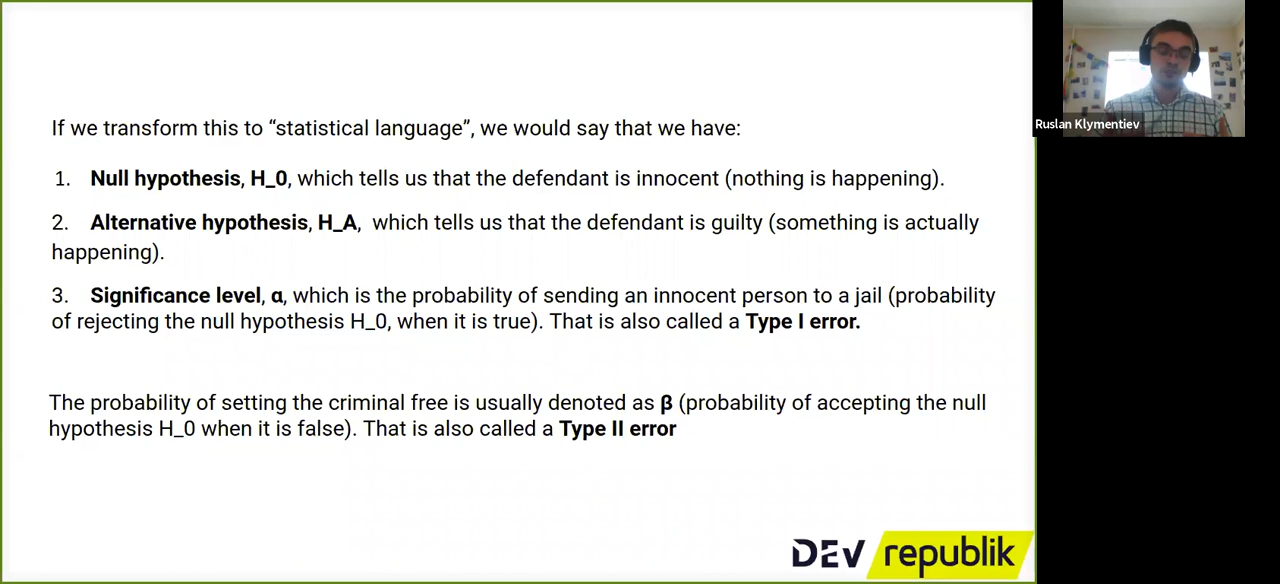 If we transform this to “statistical language”, we would say that we have:
1. Null hypothesis, H_0, which tells us that the defendant is innocent (nothing is happening).
2. Alternative hypothesis, H_A, which tells us that the defendant is guilty (something is actually
happening).
3. Significance level, α, which is the probability of sending an innocent person to a jail (probability
of rejecting the null hypothesis H_0, when it is true). That is also called a Type I error.
The probability of setting the criminal free is usually denoted as β (probability of accepting the null
hypothesis H_0 when it is false). That is also called a Type II error
DEV republik
Ruslan Klymentiev